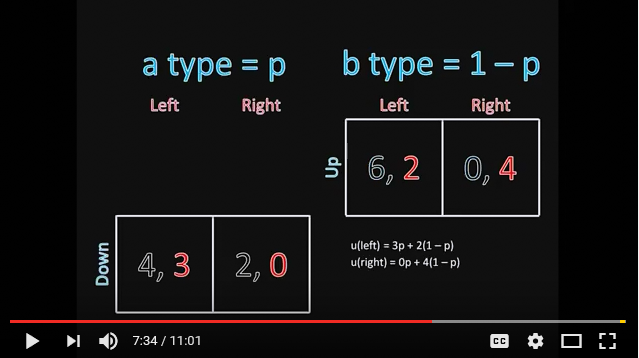 a type = p
b type = 1 – p
Left Right
Left Right
Up
6, 2 0, 4
Down
4, 3 2, 0
u(left) = 3p + 2(1 – p)
u(right) = 0p + 4(1 – p)
7:34 / 11:01
CC